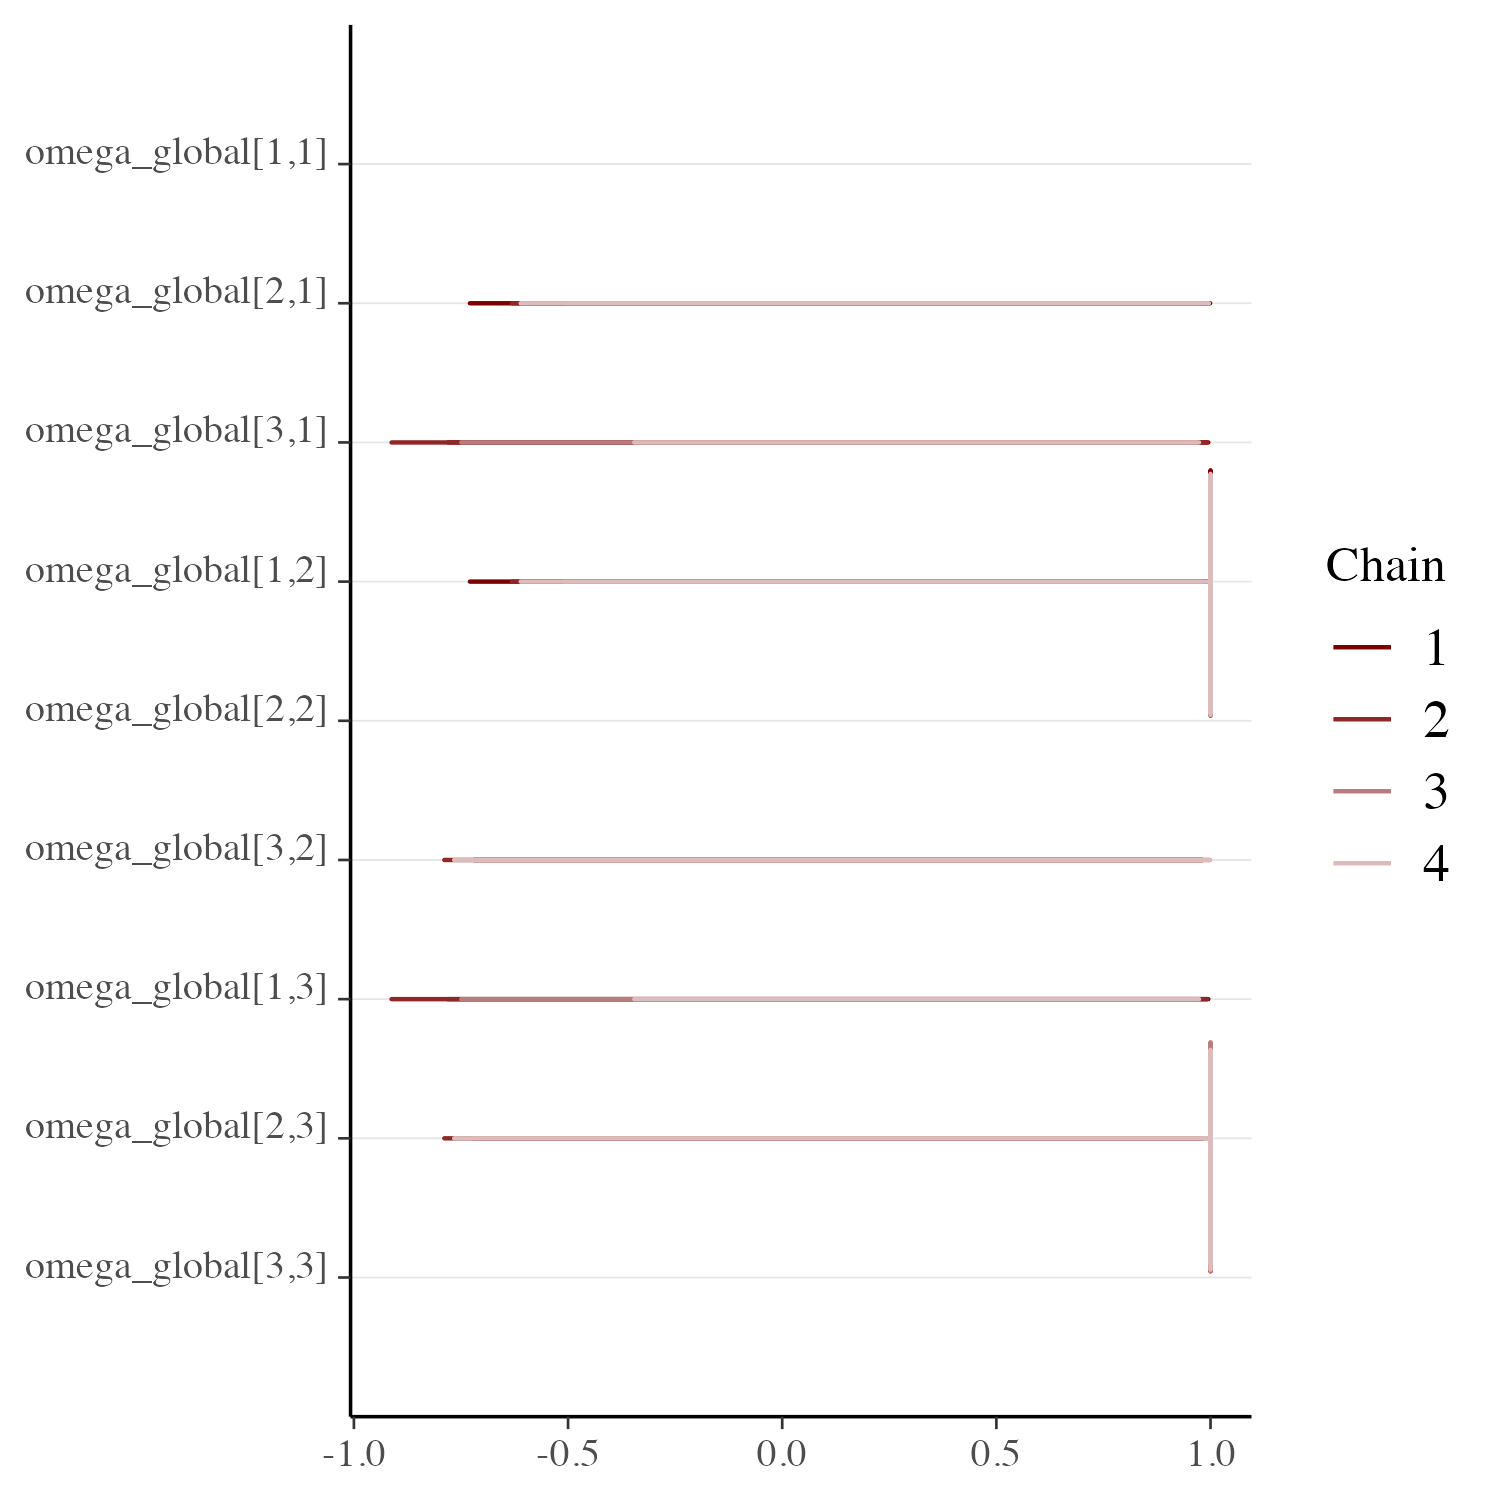 omega_global[1,1]
omega_global[2,1]
omega_global[3,1]
omega_global[1,2]
omega_global[2,2]
omega_global[3,2]
omega_global[1,3]
omega_global[2,3]
omega_global[3,3]
-1.0 -0.5 0.0 0.5 1.0
Chain
1
2
3
4